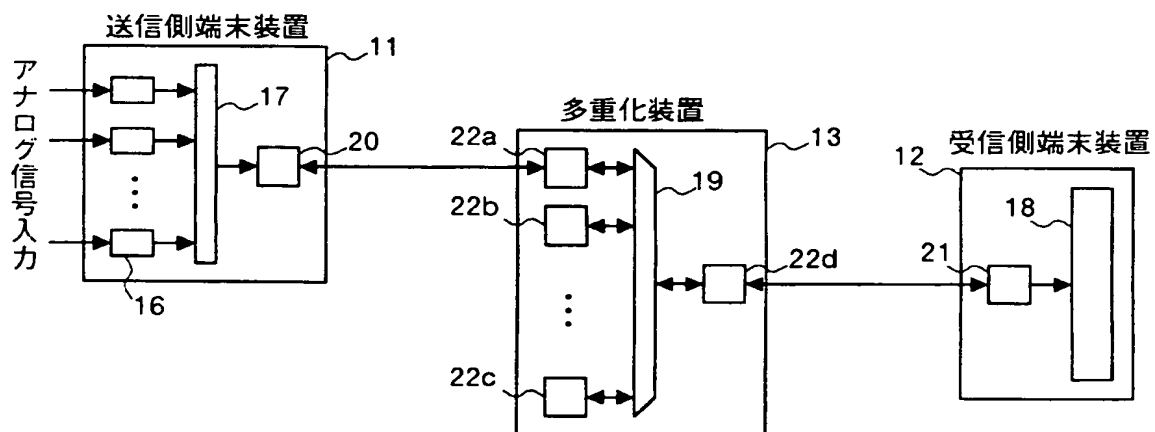 送信側端末装置
11
アナログ信号入力
17
20
16
多重化装置
13
22a
19
22b
22d
22c
受信側端末装置
12
18
21